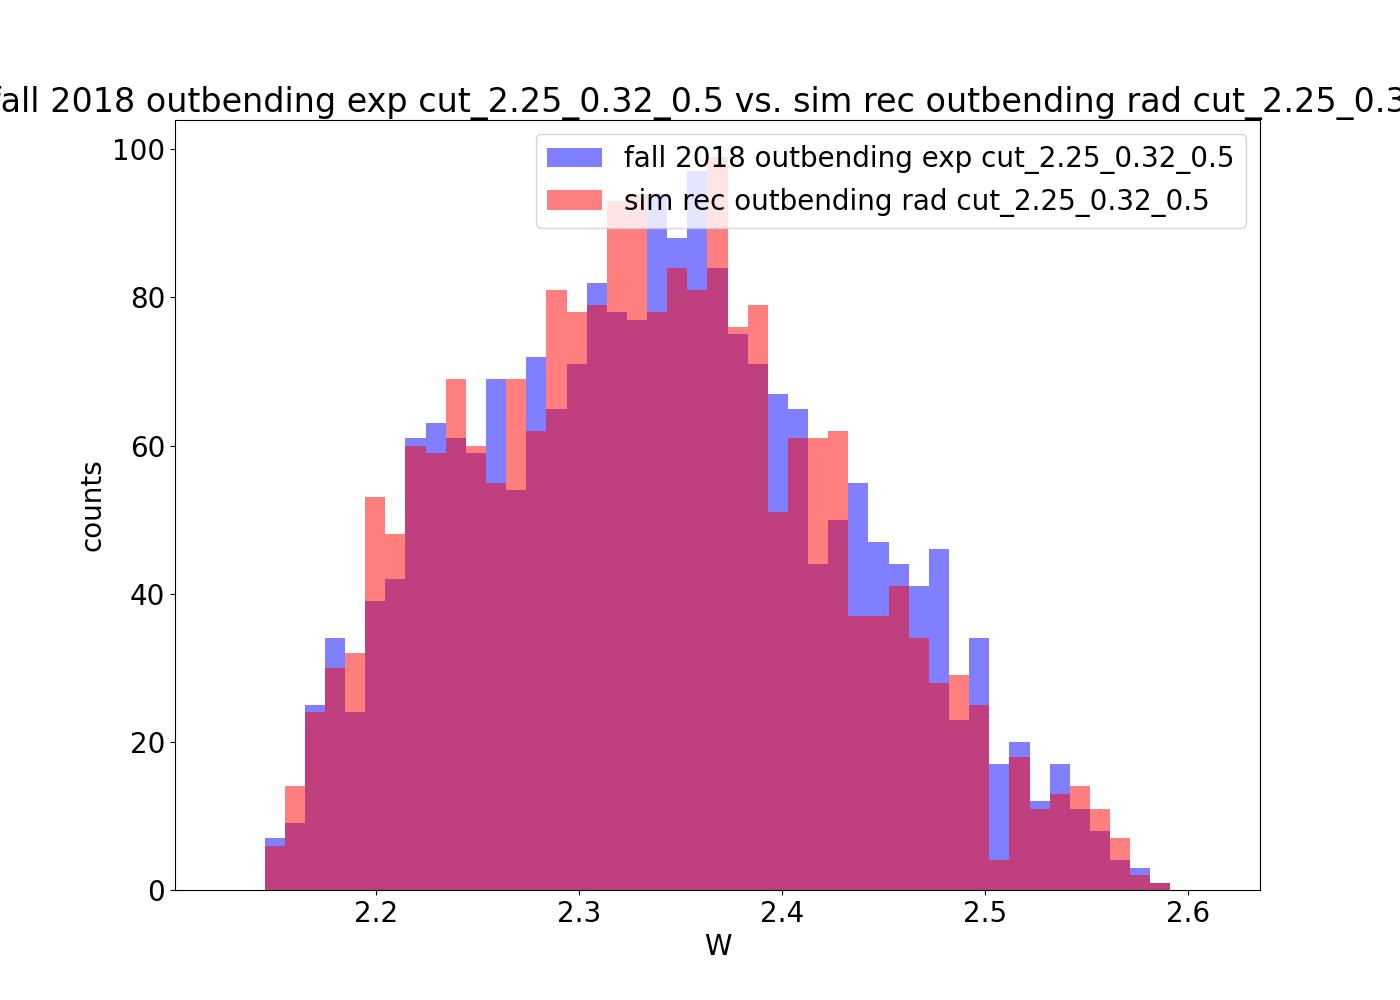 fall 2018 outbending exp cut_2.25_0.32_0.5 vs. sim rec outbending rad cut_2.25_0.3
fall 2018 outbending exp cut_2.25_0.32_0.5
sim rec outbending rad cut_2.25_0.32_0.5
100
80
60
40
20
0
counts
2.2 2.3 2.4 2.5 2.6
W